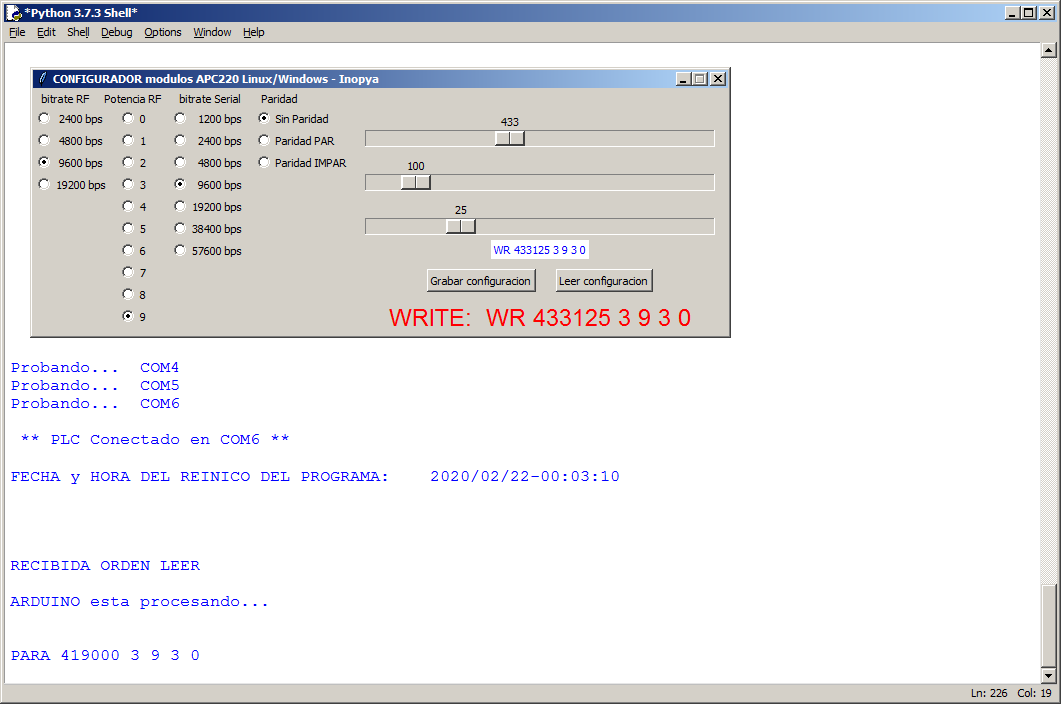 *Python 3.7.3 Shell*
File Edit Shell Debug Options Window Help
CONFIGURADOR modulos APC220 Linux/Windows - Inopya
bitrate RF Potencia RF bitrate Serial Paridad
2400 bps 0 1200 bps Sin Paridad 433
4800 bps 1 2400 bps Paridad PAR
9600 bps 2 4800 bps Paridad IMPAR 100
19200 bps 3 9600 bps
4 19200 bps 25
5 38400 bps
6 57600 bps WR 433125 3 9 3 0
7
Grabar configuracion Leer configuracion
8
9 WRITE: WR 433125 3 9 3 0
Probando... COM4
Probando... COM5
Probando... COM6
** PLC Conectado en COM6 **
FECHA y HORA DEL REINICO DEL PROGRAMA: 2020/02/22-00:03:10
RECIBIDA ORDEN LEER
ARDUINO esta procesando...
PARA 419000 3 9 3 0
Ln: 226 Col: 19